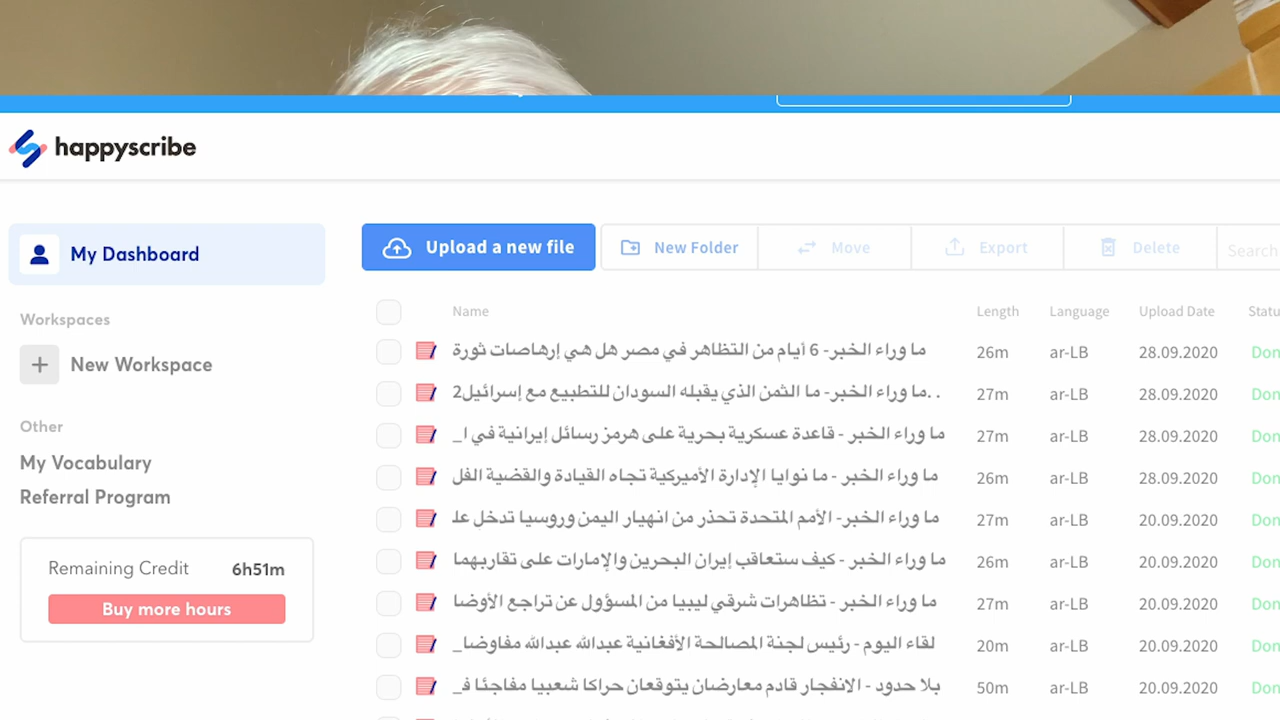 happyscribe
My Dashboard
Workspaces
New Workspace
Other
My Vocabulary
Referral Program
Remaining Credit 6h51m
Buy more hours
Upload a new file New Folder Move Export Delete Search
Name Length Language Upload Date
ما وراء الخبر- 6 أيام من التظاهر في مصر هل هي إرهاصات ثورة 26m ar-LB 28.09.2020
ما وراء الخبر- ما الثمن الذي يقبله السودان للتطبيع مع إسرائيل2.. 27m ar-LB 28.09.2020
ما وراء الخبر - قاعدة عسكرية بحرية على هرمز رسائل إيرانية في ا_ 27m ar-LB 28.09.2020
ما وراء الخبر - ما نوايا الإدارة الأميركية تجاه القيادة والقضية الفل 26m ar-LB 28.09.2020
ما وراء الخبر- الأمم المتحدة تحذر من انهيار اليمن وروسيا تدخل عل 27m ar-LB 20.09.2020
ما وراء الخبر - كيف ستعاقب إيران البحرين والإمارات على تقاربهما 26m ar-LB 20.09.2020
ما وراء الخبر - تظاهرات شرقي ليبيا من المسؤول عن تراجع الأوضا 27m ar-LB 20.09.2020
لقاء اليوم - رئيس لجنة المصالحة الأفغانية عبدالله عبدالله مفاوضا_ 20m ar-LB 20.09.2020
بلا حدود - الانفجار قادم معارضان يتوقعان حراكا شعبيا مفاجئا فـ_ 50m ar-LB 20.09.2020